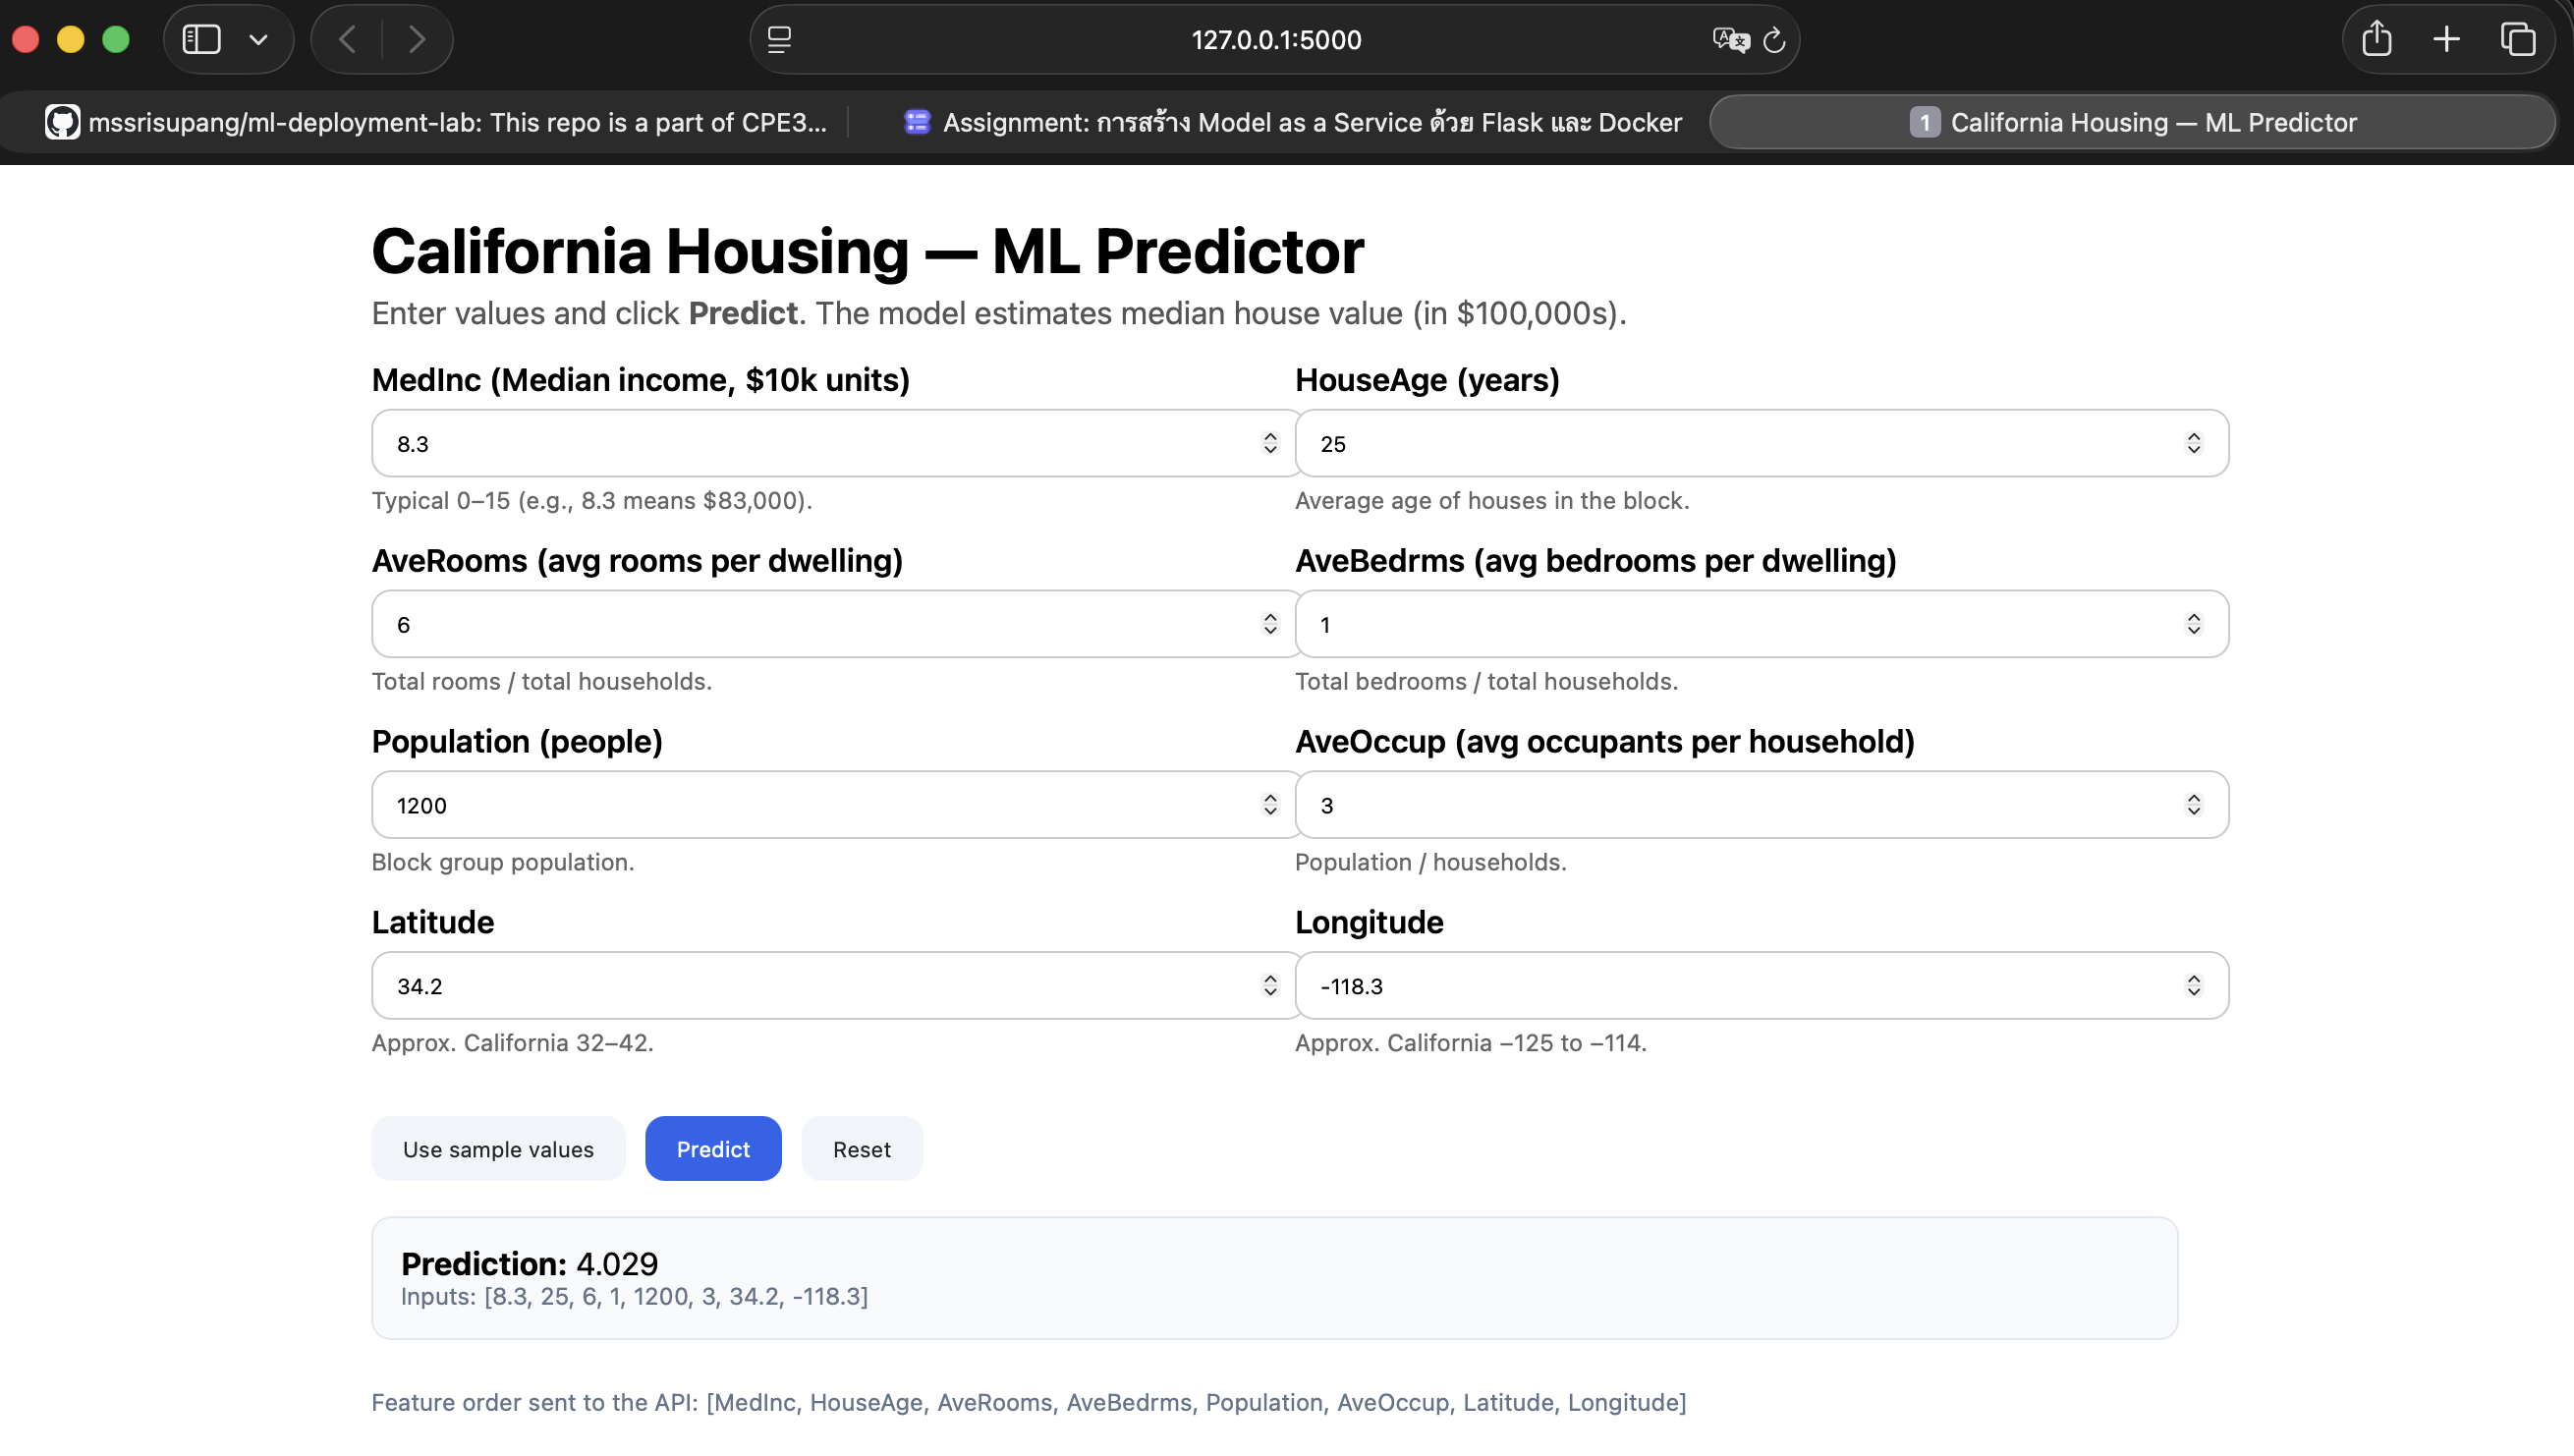 127.0.0.1:5000
mssrisupang/ml-deployment-lab: This repo is a part of CPE3...
Assignment: การสร้าง Model as a Service ด้วย Flask และ Docker
1 California Housing — ML Predictor
California Housing — ML Predictor
Enter values and click Predict. The model estimates median house value (in $100,000s).
MedInc (Median income, $10k units)
HouseAge (years)
8.3
25
Typical 0–15 (e.g., 8.3 means $83,000).
Average age of houses in the block.
AveRooms (avg rooms per dwelling)
AveBedrms (avg bedrooms per dwelling)
6
1
Total rooms / total households.
Total bedrooms / total households.
Population (people)
AveOccup (avg occupants per household)
1200
3
Block group population.
Population / households.
Latitude
Longitude
34.2
-118.3
Approx. California 32–42.
Approx. California –125 to –114.
Use sample values
Predict
Reset
Prediction: 4.029
Inputs: [8.3, 25, 6, 1, 1200, 3, 34.2, -118.3]
Feature order sent to the API: [MedInc, HouseAge, AveRooms, AveBedrms, Population, AveOccup, Latitude, Longitude]